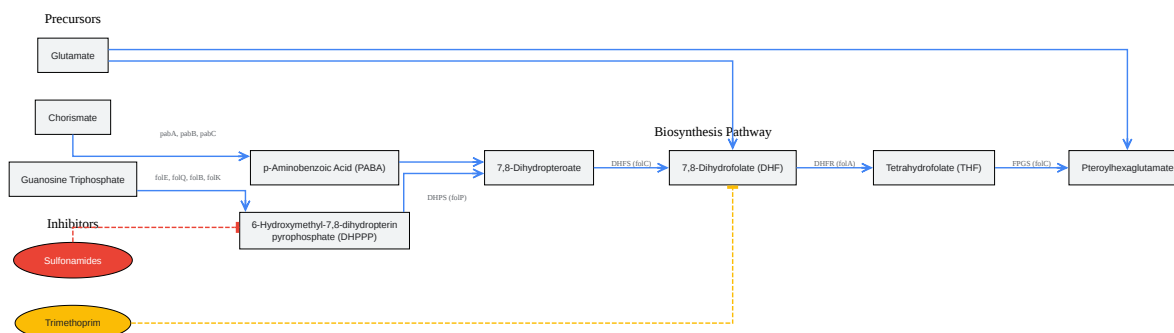 Precursors
Glutamate
Chorismate
pabA, pabB, pabC
Biosynthesis Pathway
Guanosine Triphosphate
folE, folQ, folB, folK
p-Aminobenzoic Acid (PABA)
7,8-Dihydropteroate
DHFS (folC)
7,8-Dihydrofolate (DHF)
DHFR (folA)
Tetrahydrofolate (THF)
FPGS (folC)
Pteroylhexaglutamate
DHPS (folP)
6-Hydroxymethyl-7,8-dihydropterin
pyrophosphate (DHPPP)
Inhibitors
Sulfonamides
Trimethoprim